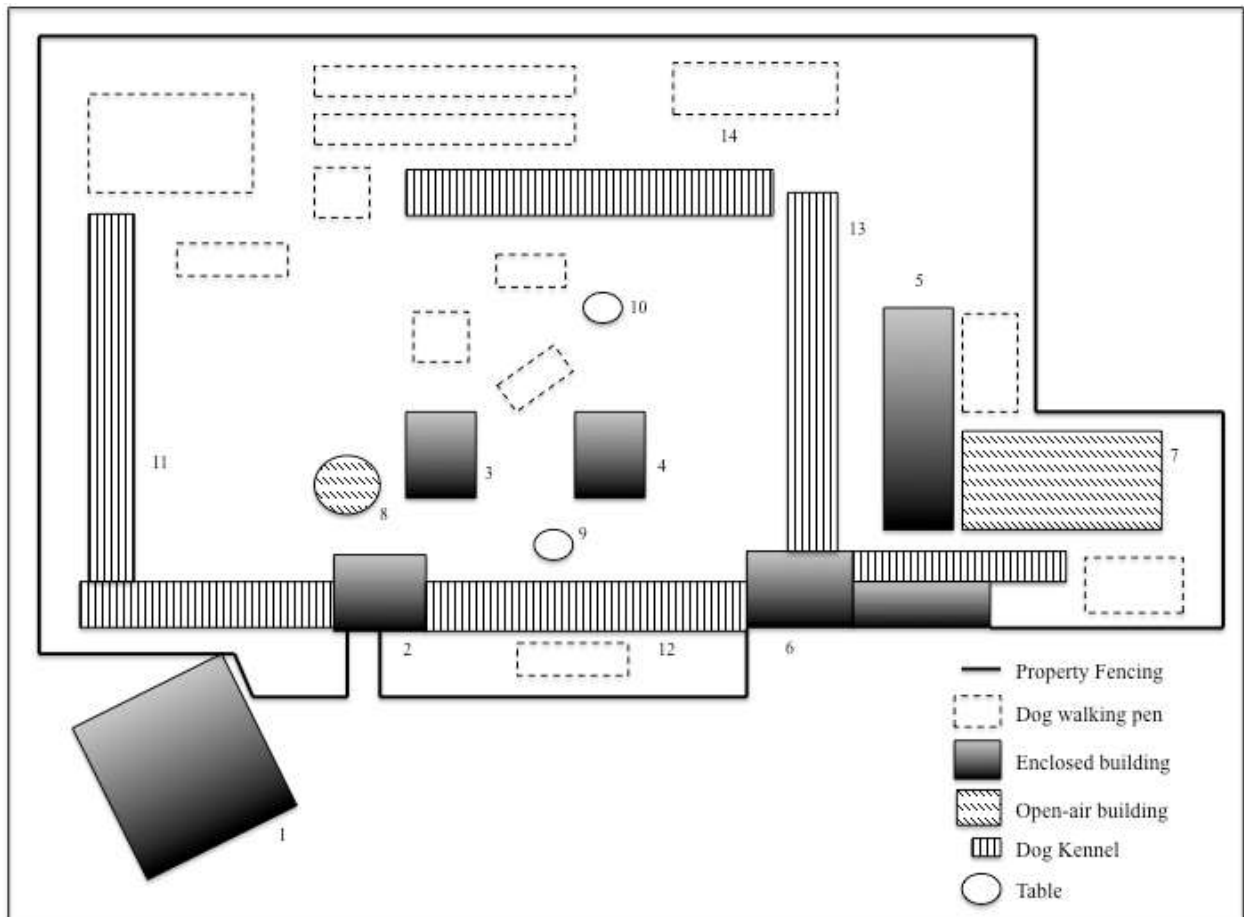 14
13
5
10
11
3
4
7
8
9
2
12
6
Property Fencing
Dog walking pen
Enclosed building
Open-air building
Dog Kennel
Table
1